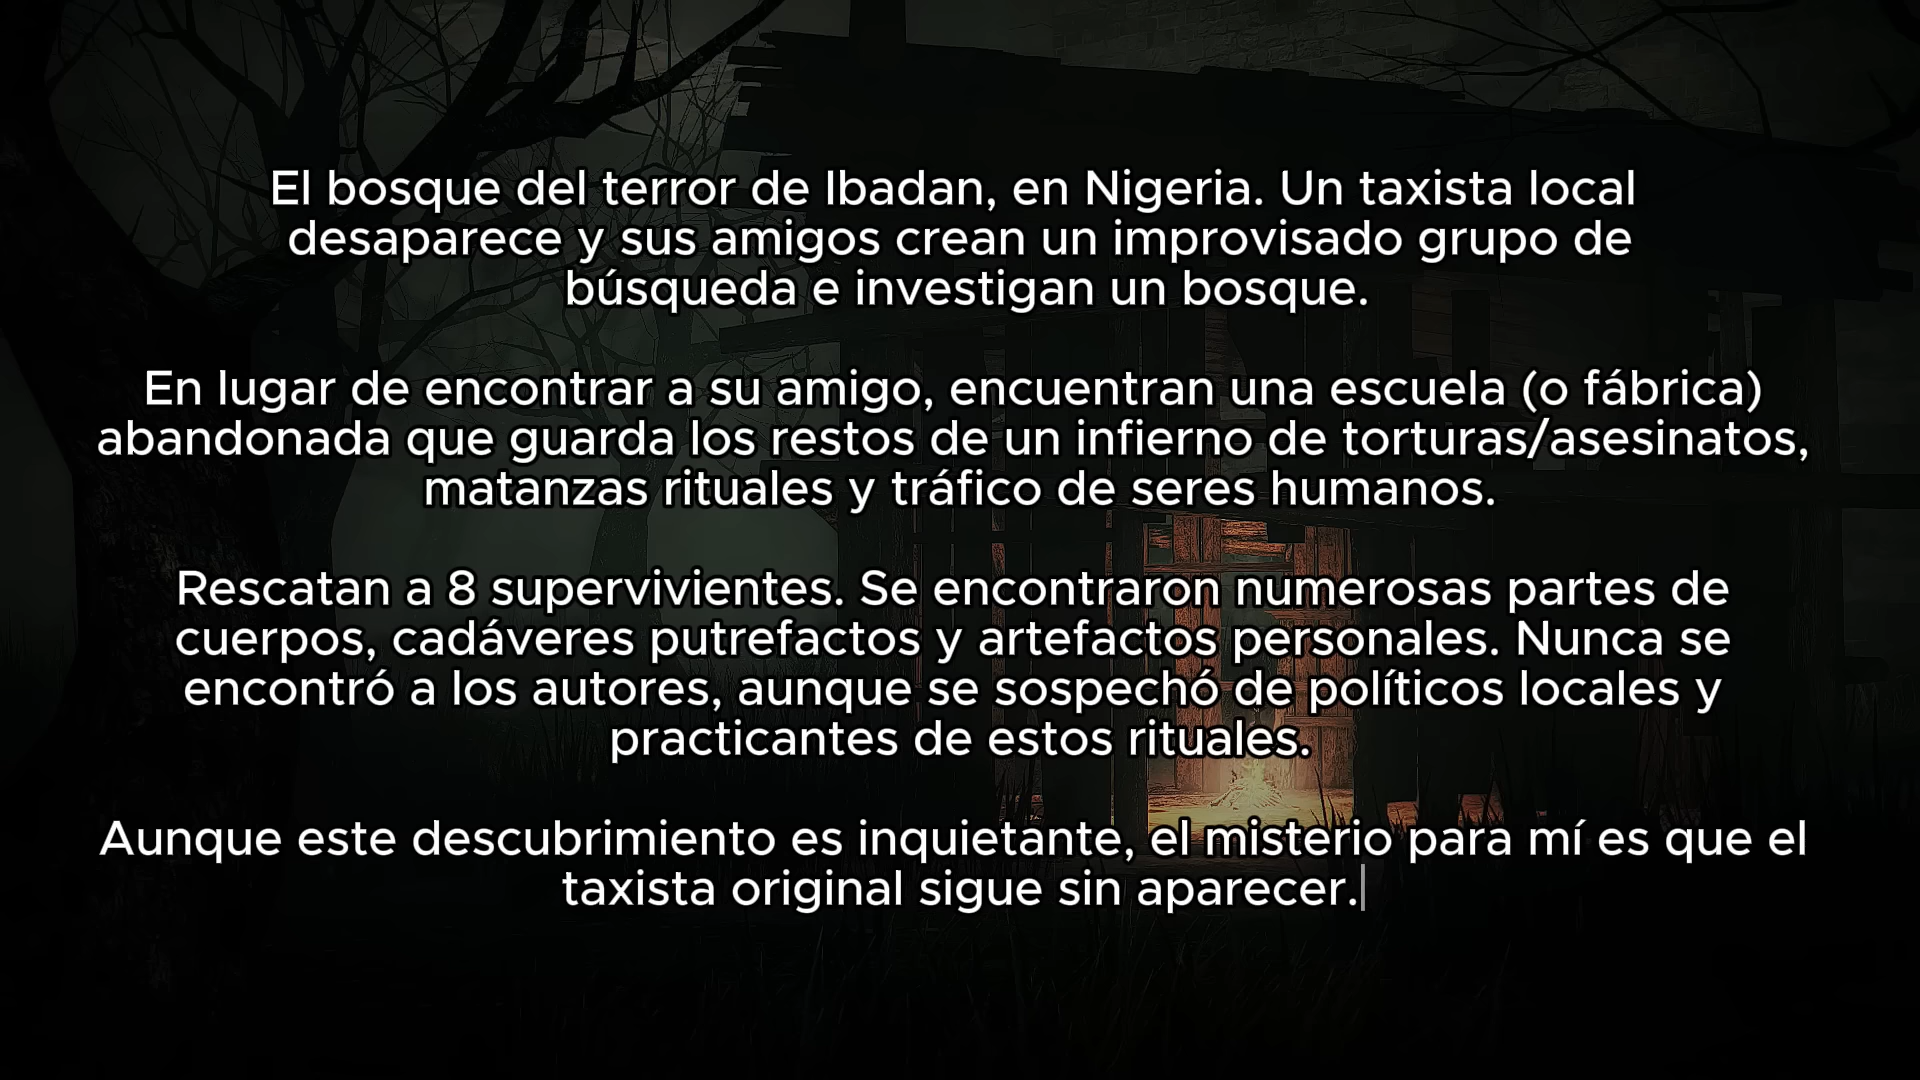 El bosque del terror de Ibadan, en Nigeria. Un taxista local
desaparece y sus amigos crean un improvisado grupo de
búsqueda e investigan un bosque.
En lugar de encontrar a su amigo, encuentran una escuela (o fábrica)
abandonada que guarda los restos de un infierno de torturas/asesinatos,
matanzas rituales y tráfico de seres humanos.
Rescatan a 8 supervivientes. Se encontraron numerosas partes de
cuerpos, cadáveres putrefactos y artefactos personales. Nunca se
encontró a los autores, aunque se sospechó de políticos locales y
practicantes de estos rituales.
Aunque este descubrimiento es inquietante, el misterio para mí es que el
taxista original sigue sin aparecer.